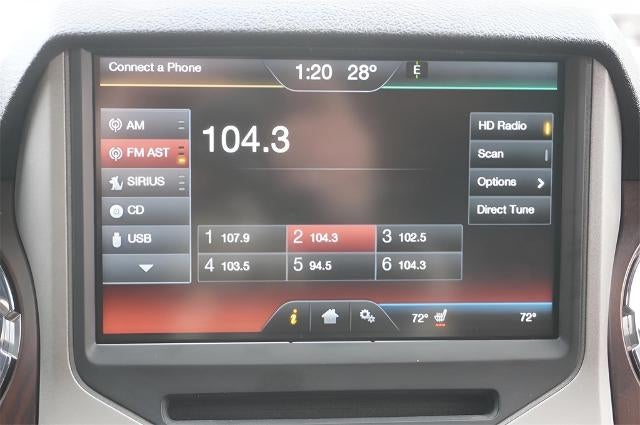 Connect a Phone
1:20 28° E
AM
FM AST
SIRIUS
CD
USB
104.3
HD Radio
Scan
Options
Direct Tune
1 107.9 2 104.3 3 102.5
4 103.5 5 94.5 6 104.3
i 72° 72°